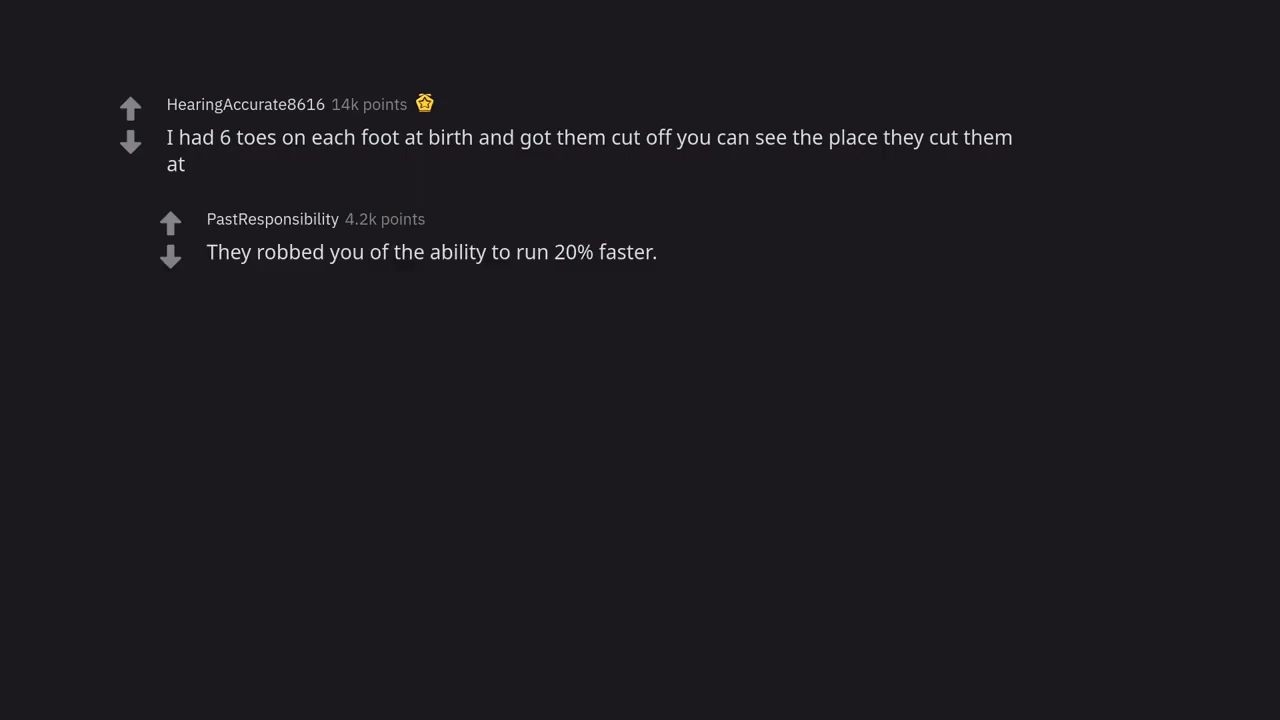 HearingAccurate8616 14k points
I had 6 toes on each foot at birth and got them cut off you can see the place they cut them
at
PastResponsibility 4.2k points
They robbed you of the ability to run 20% faster.